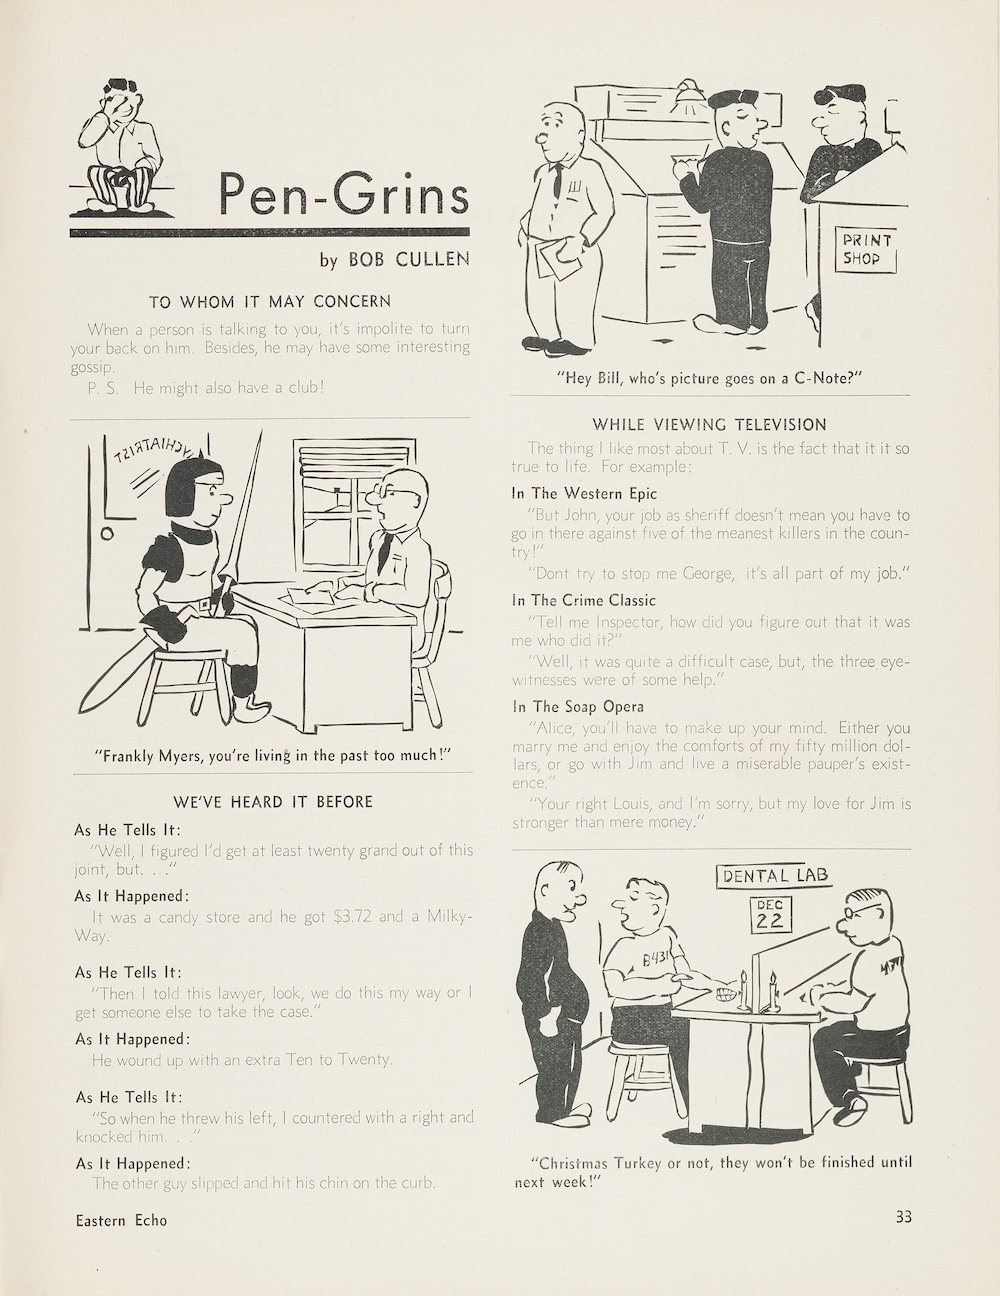 Pen-Grins
by BOB CULLEN
TO WHOM IT MAY CONCERN
When a person is talking to you, it's impolite to turn
your back on him. Besides, he may have some interesting
gossip.
P. S. He might also have a club!
"Frankly Myers, you're living in the past too much!"
WE'VE HEARD IT BEFORE
As He Tells It:
"Well, I figured I'd get at least twenty grand out of this
joint, but. . ."
As It Happened:
It was a candy store and he got $3.72 and a Milky-
Way.
As He Tells It:
"Then I told this lawyer, look, we do this my way or I
get someone else to take the case."
As It Happened:
He wound up with an extra Ten to Twenty.
As He Tells It:
"So when he threw his left, I countered with a right and
knocked him. . ."
As It Happened:
The other guy slipped and hit his chin on the curb.
PRINT
SHOP
"Hey Bill, who's picture goes on a C-Note?"
WHILE VIEWING TELEVISION
The thing I like most about T. V. is the fact that it it so
true to life. For example:
In The Western Epic
"But John, your job as sheriff doesn't mean you have to
go in there against five of the meanest killers in the coun-
try!"
"Dont try to stop me George, it's all part of my job."
In The Crime Classic
"Tell me Inspector, how did you figure out that it was
me who did it?"
"Well, it was quite a difficult case, but, the three eye-
witnesses were of some help."
In The Soap Opera
"Alice, you'll have to make up your mind. Either you
marry me and enjoy the comforts of my fifty million dol-
lars, or go with Jim and live a miserable pauper's exist-
ence."
"Your right Louis, and I'm sorry, but my love for Jim is
stronger than mere money."
DENTAL LAB
DEC
22
B431
"Christmas Turkey or not, they won't be finished until
next week!"
Eastern Echo
33